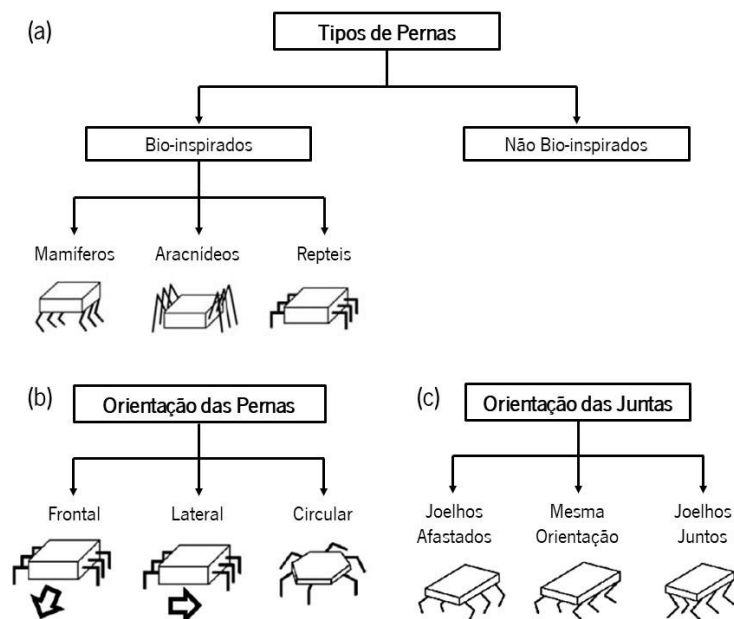 (a)
Tipos de Pernas
Bio-inspirados
Não Bio-inspirados
Mamíferos
Aracnídeos
Repteis
(b)
Orientação das Pernas
Frontal
Lateral
Circular
(c)
Orientação das Juntas
Joelhos
Afastados
Mesma
Orientação
Joelhos
Juntos